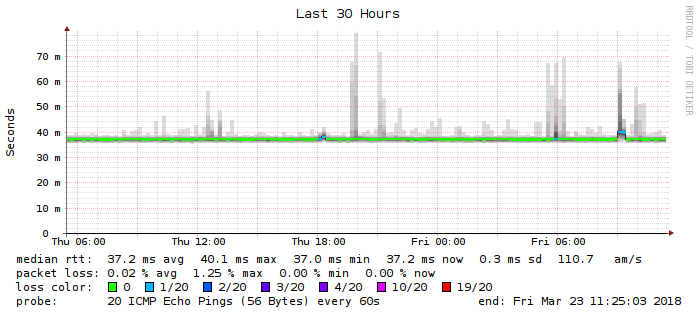 Last 30 Hours
RRDTOOL / TOBI OETIKER
Seconds
70 m
60 m
50 m
40 m
30 m
20 m
10 m
0
Thu 06:00 Thu 12:00 Thu 18:00 Fri 00:00 Fri 06:00
median rtt: 37.2 ms avg 40.1 ms max 37.0 ms min 37.2 ms now 0.3 ms sd 110.7 am/s
packet loss: 0.02 % avg 1.25 % max 0.00 % min 0.00 % now
loss color: 0 1/20 2/20 3/20 4/20 10/20 19/20
probe: 20 ICMP Echo Pings (56 Bytes) every 60s end: Fri Mar 23 11:25:03 2018